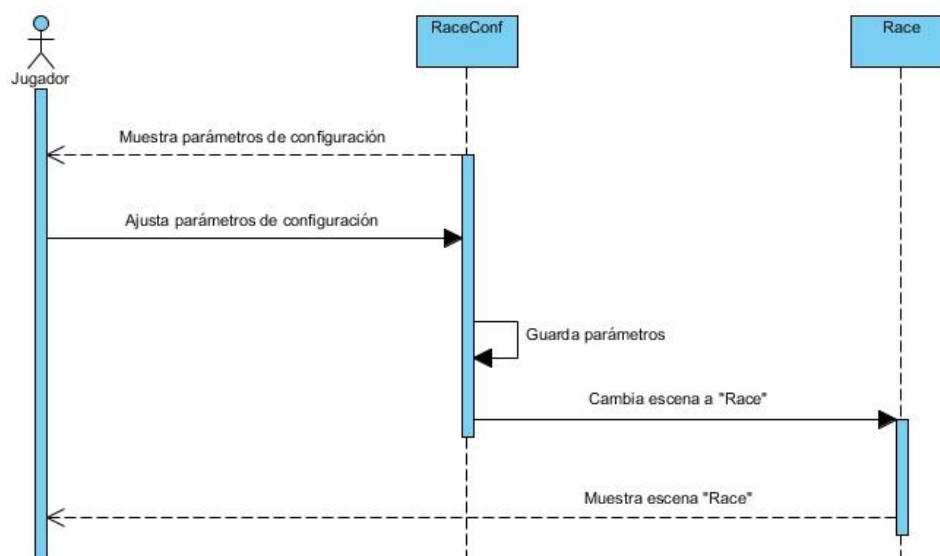 RaceConf
Race
Jugador
Muestra parámetros de configuración
Ajusta parámetros de configuración
Guarda parámetros
Cambia escena a "Race"
Muestra escena "Race"